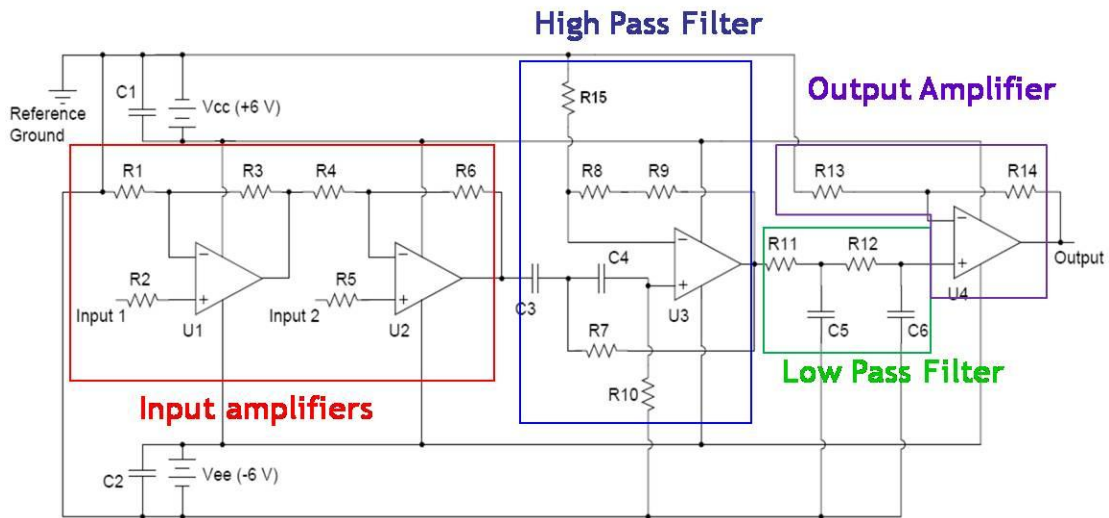 High Pass Filter
Output Amplifier
Reference
Ground
C1
Vcc (+6 V)
R15
R1
R3
R4
R6
R8
R9
R13
R14
R2
Input 1
U1
R5
Input 2
U2
C3
C4
U3
R7
R10
R11
R12
C5
C6
U4
Output
Low Pass Filter
Input amplifiers
C2
Vee (-6 V)